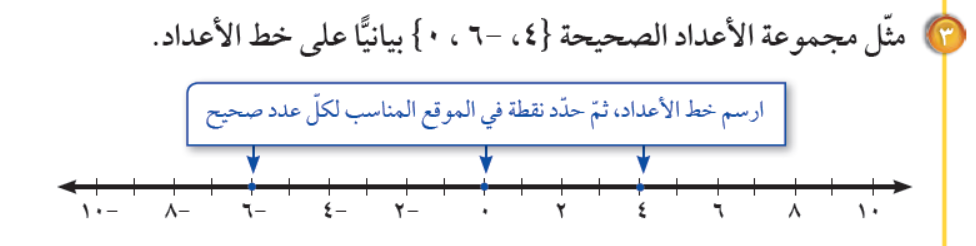 ٣ مثّل مجموعة الأعداد الصحيحة {٤، -٦ ، ٠} بيانيًّا على خط الأعداد.
ارسم خط الأعداد، ثمّ حدّد نقطة في الموقع المناسب لكلّ عدد صحيح
-١٠ -٨ -٦ -٤ -٢ ٠ ٢ ٤ ٦ ٨ ١٠